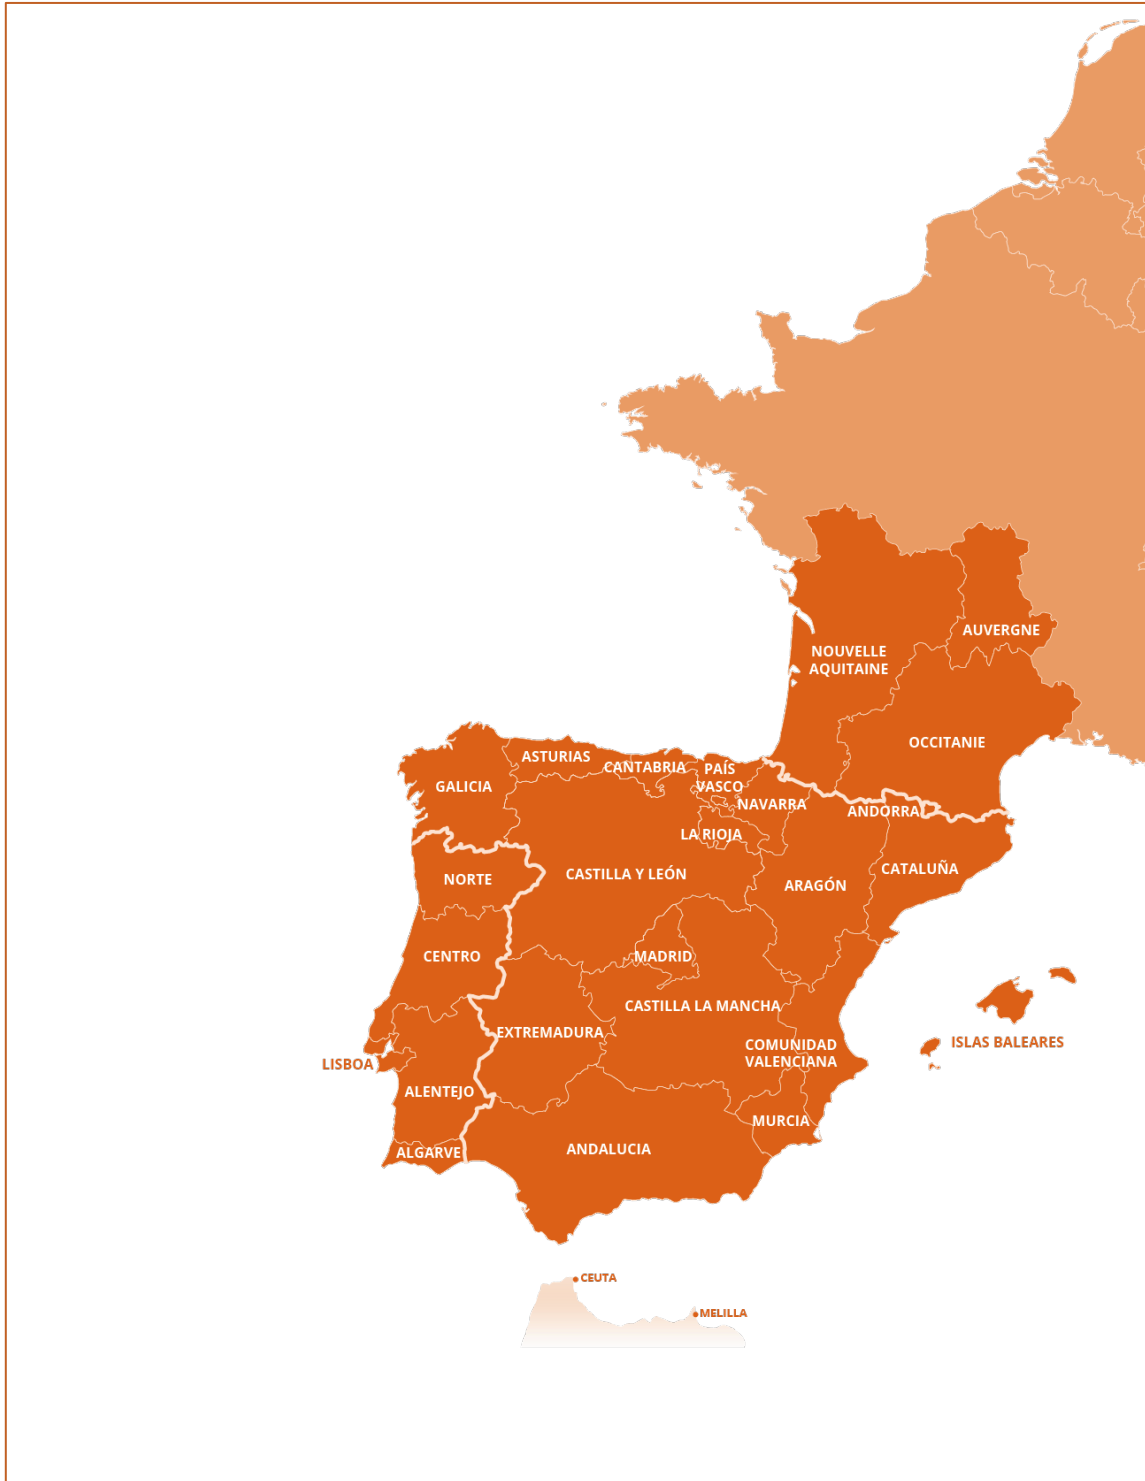 AUVERGNE
NOUVELLE
AQUITAINE
OCCITANIE
ASTURIAS
CANTABRIA
PAÍS
VASCO
GALICIA
NAVARRA
ANDORRA
LA RIOJA
CATALUÑA
NORTE
CASTILLA Y LEÓN
ARAGÓN
CENTRO
MADRID
CASTILLA LA MANCHA
EXTREMADURA
COMUNIDAD
VALENCIANA
ISLAS BALEARES
LISBOA
ALENTEJO
MURCIA
ALGARVE
ANDALUCIA
CEUTA
MELILLA